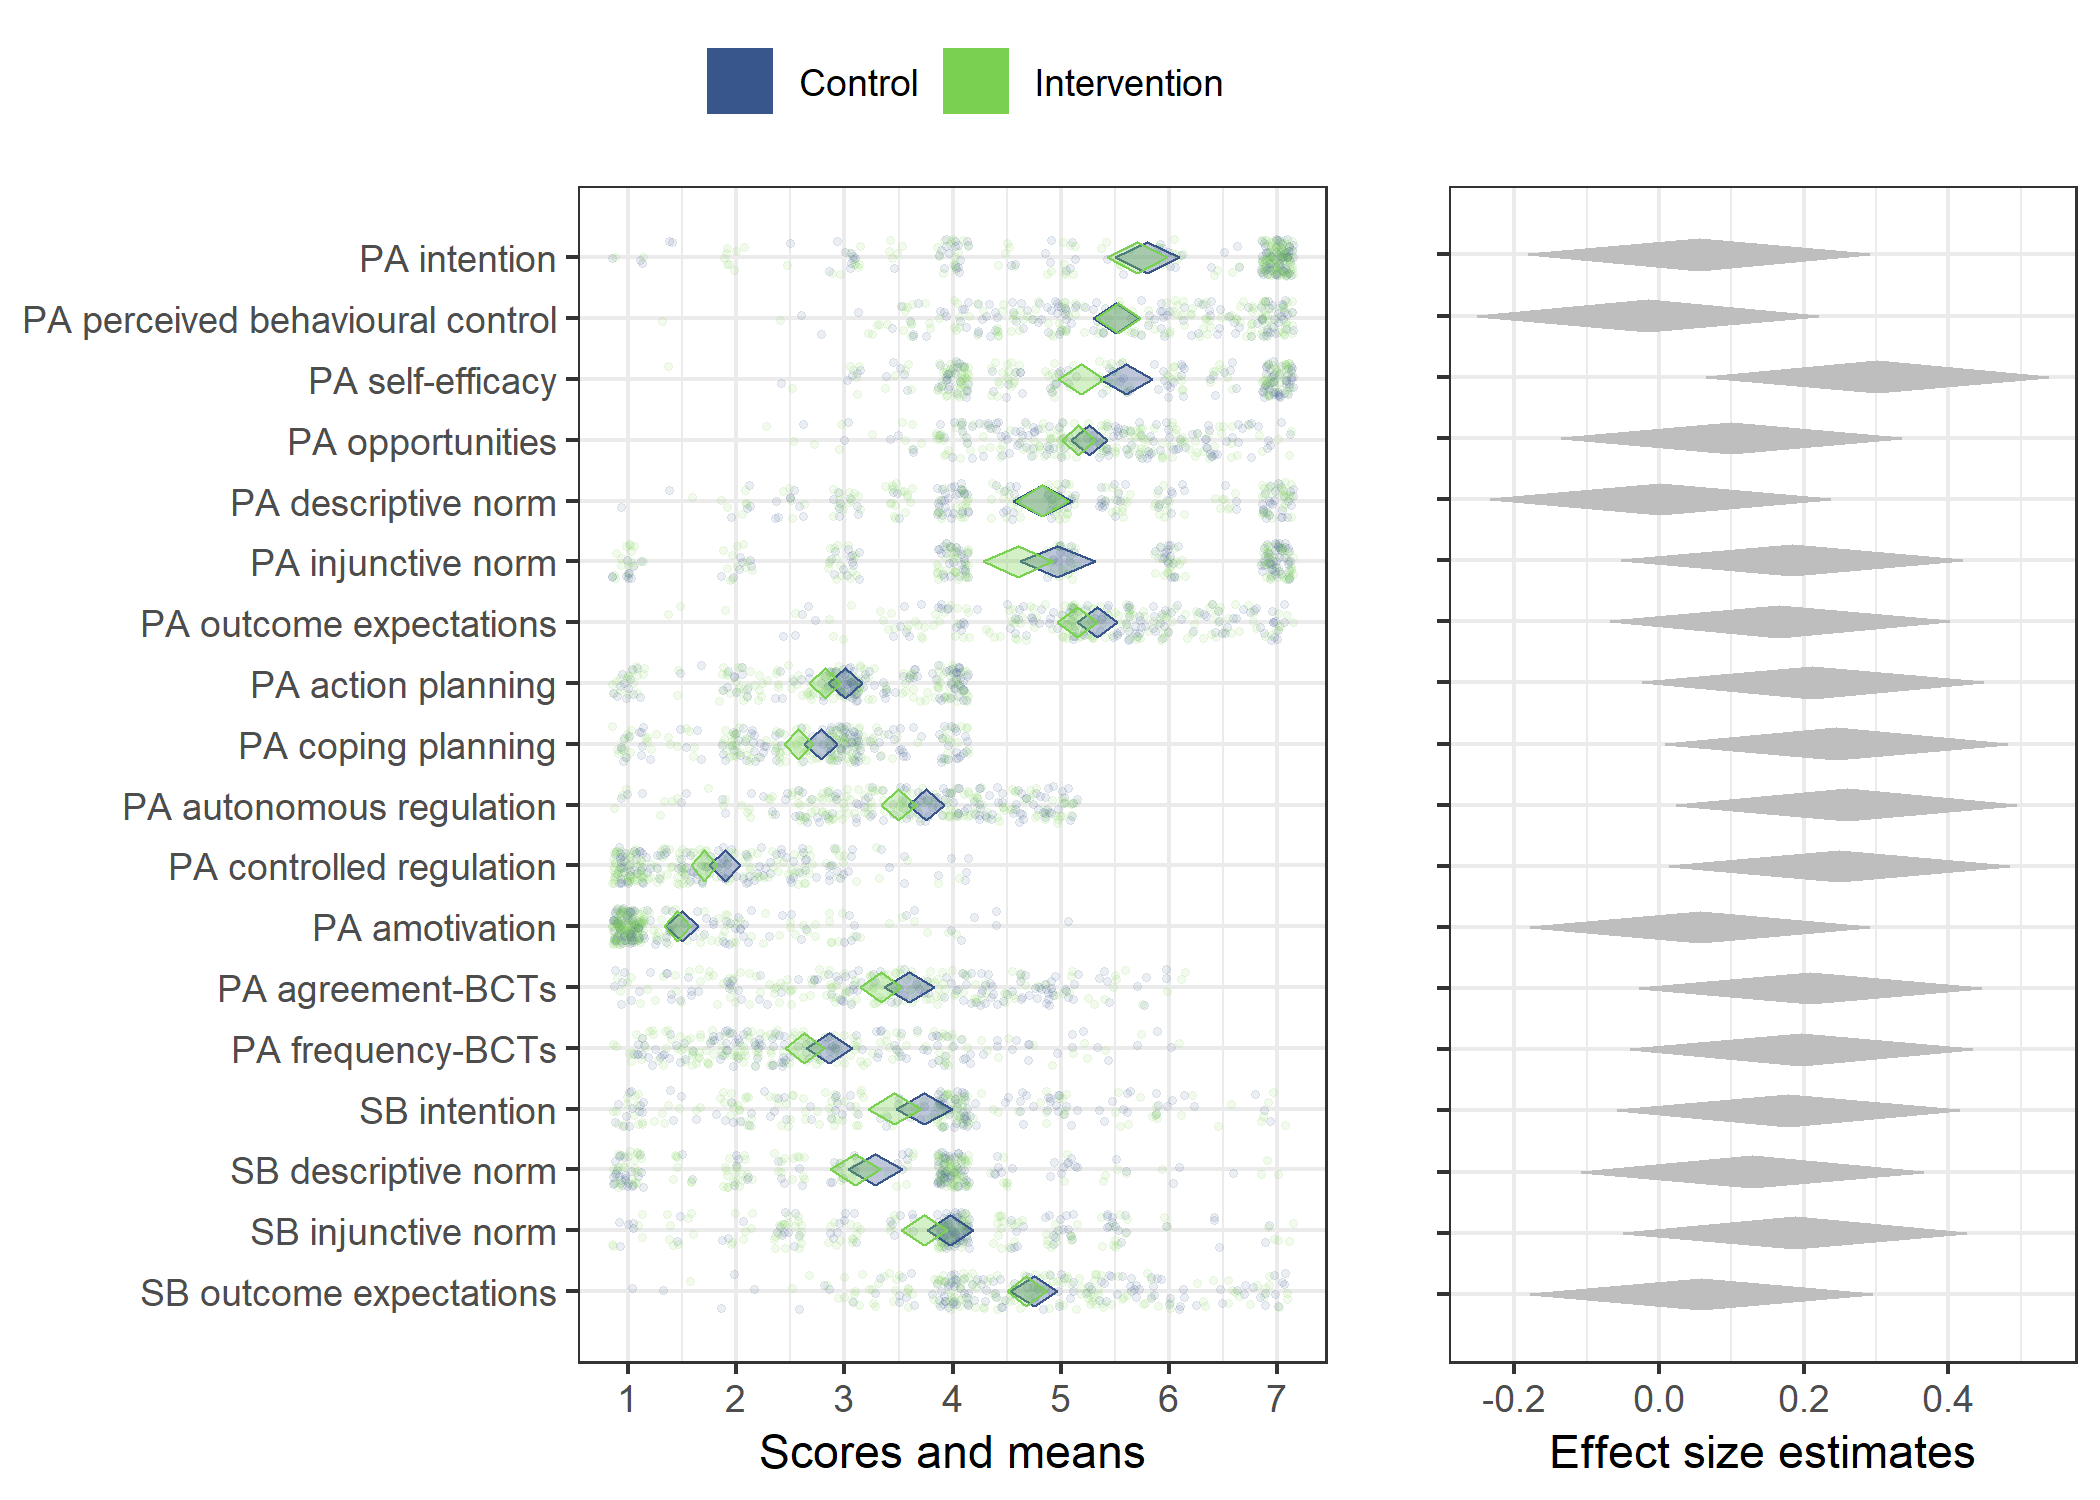 Control
Intervention
PA intention
PA perceived behavioural control
PA self-efficacy
PA opportunities
PA descriptive norm
PA injunctive norm
PA outcome expectations
PA action planning
PA coping planning
PA autonomous regulation
PA controlled regulation
PA amotivation
PA agreement-BCTs
PA frequency-BCTs
SB intention
SB descriptive norm
SB injunctive norm
SB outcome expectations
1 2 3 4 5 6 7
Scores and means
-0.2 0.0 0.2 0.4
Effect size estimates